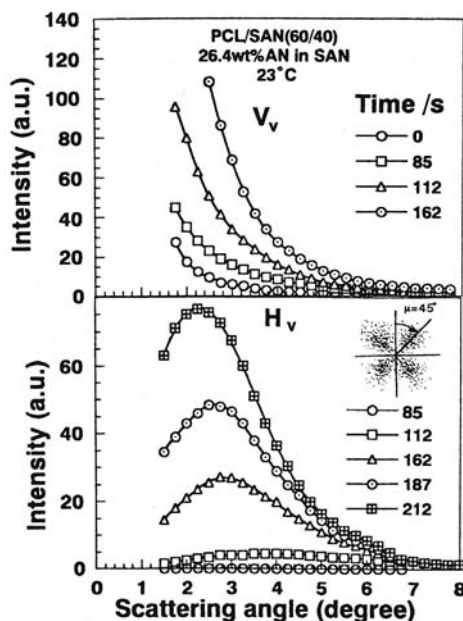 140
120
100
80
60
40
20
0
Intensity (a.u.)
PCL/SAN(60/40)
26.4wt%AN in SAN
23°C
Vv
Time /s
0
85
112
162
60
40
20
0
Intensity (a.u.)
Hv
μ=45°
85
112
162
187
212
0 1 2 3 4 5 6 7 8
Scattering angle (degree)